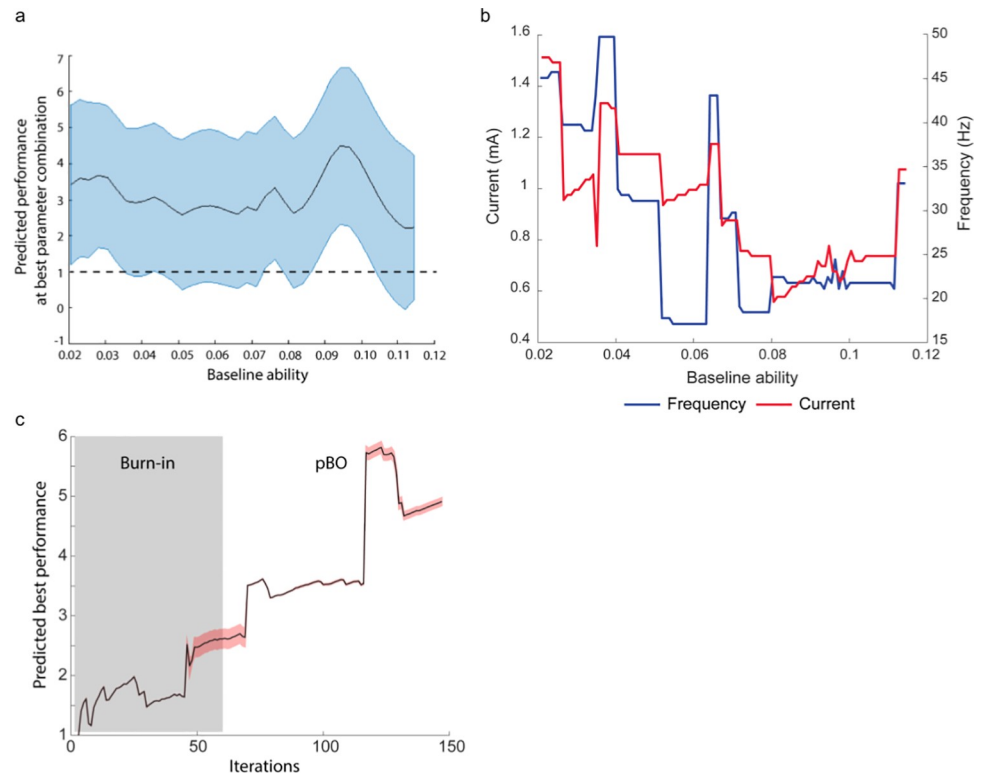 a
7
6
5
4
3
2
1
0
-1
Predicted performance
at best parameter combination
0.02 0.03 0.04 0.05 0.06 0.07 0.08 0.09 0.10 0.11 0.12
Baseline ability
b
1.6
1.4
1.2
1
0.8
0.6
0.4
Current (mA)
50
45
40
35
30
25
20
15
Frequency (Hz)
0.02 0.04 0.06 0.08 0.1 0.12
Baseline ability
Frequency Current
c
6
5
4
3
2
1
Predicted best performance
Burn-in pBO
0 50 100 150
Iterations